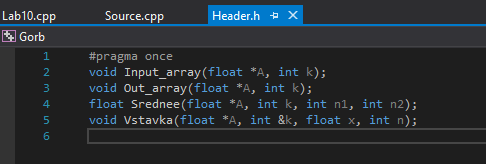 Lab10.cpp Source.cpp Header.h
Gorb
1 #pragma once
2 void Input_array(float *A, int k);
3 void Out_array(float *A, int k);
4 float Srednee(float *A, int k, int n1, int n2);
5 void Vstavka(float *A, int &k, float x, int n);
6